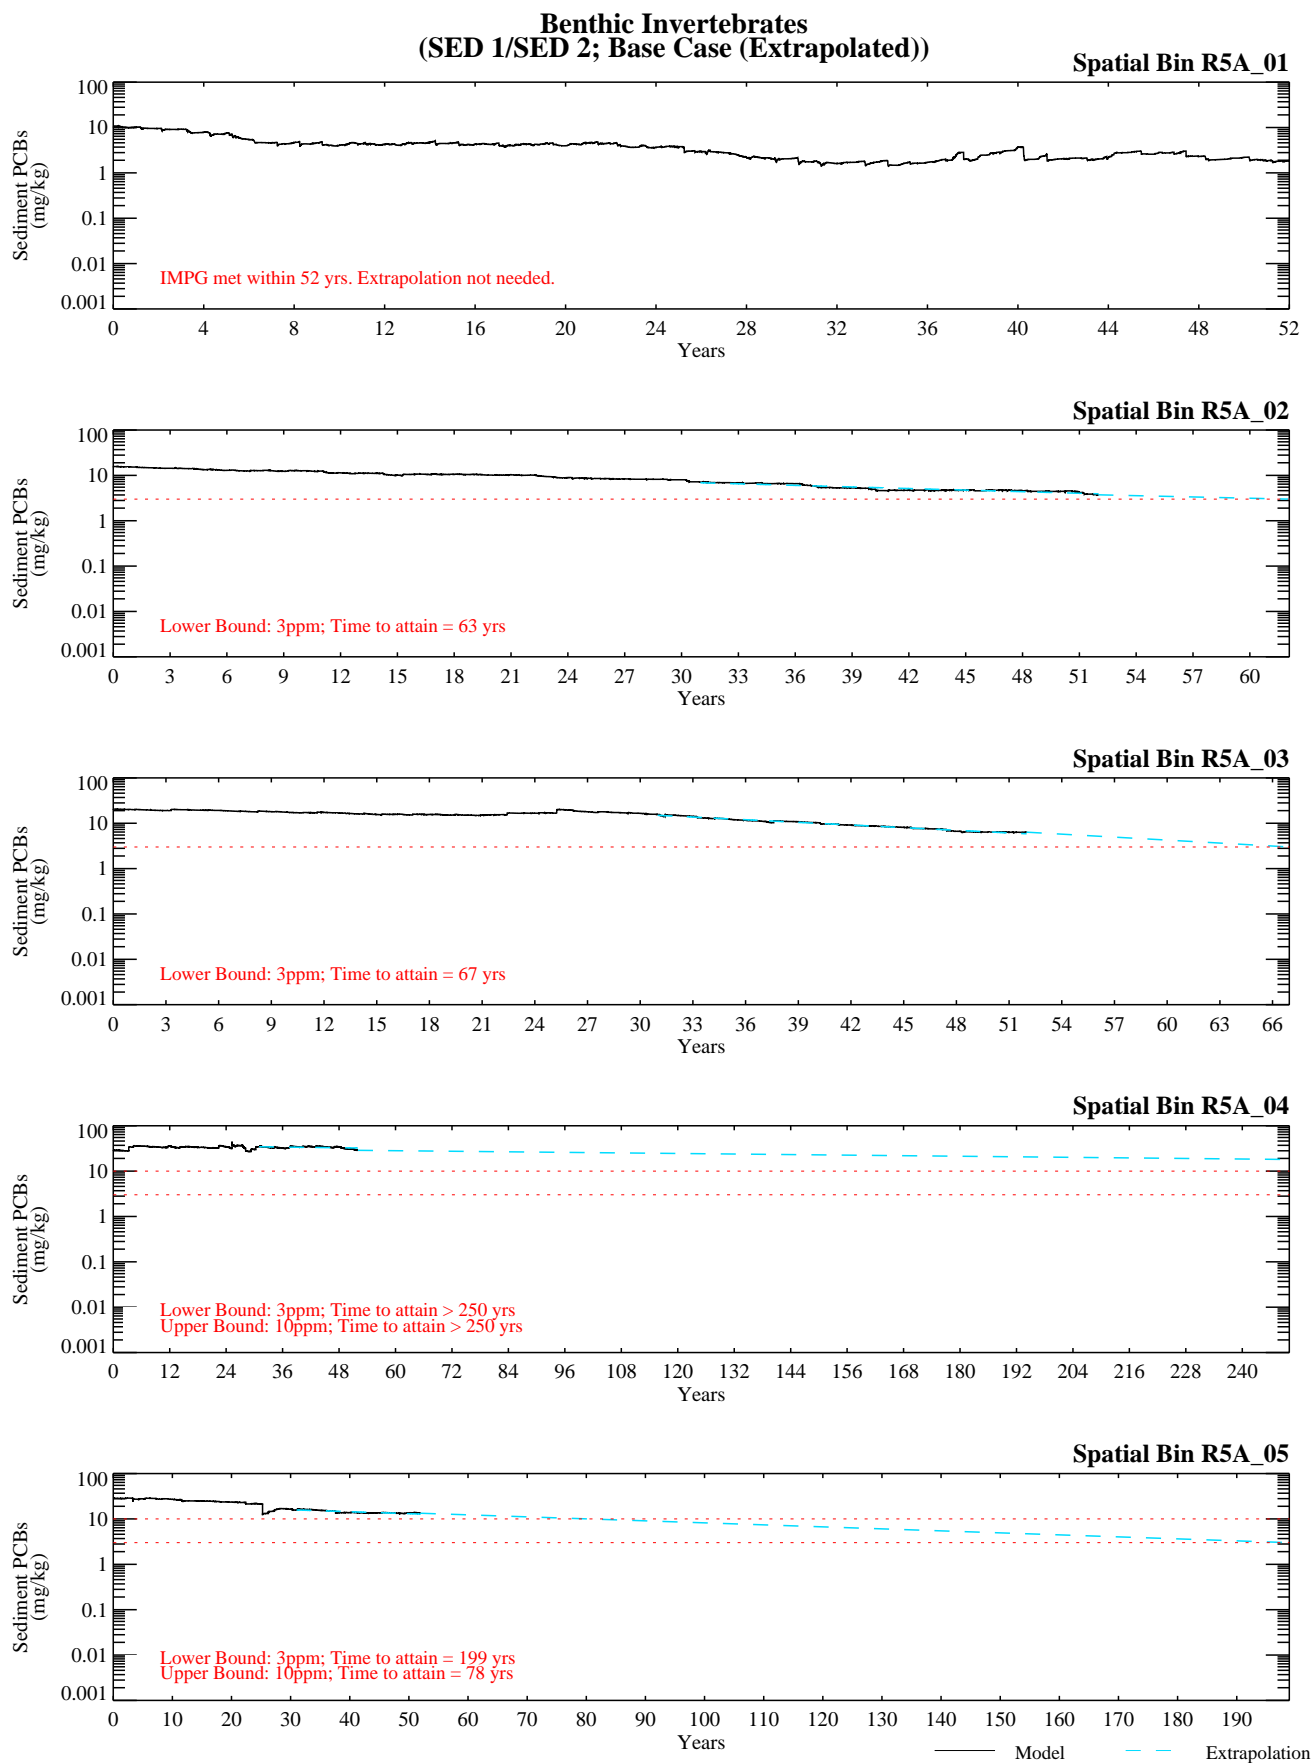 Benthic Invertebrates
(SED 1/SED 2; Base Case (Extrapolated))
Spatial Bin R5A_01
Sediment PCBs
(mg/kg)
100
10
1
0.1
0.01
0.001
IMPG met within 52 yrs. Extrapolation not needed.
0 4 8 12 16 20 24 28 32 36 40 44 48 52
Years
Spatial Bin R5A_02
Sediment PCBs
(mg/kg)
100
10
1
0.1
0.01
0.001
Lower Bound: 3ppm; Time to attain = 63 yrs
0 3 6 9 12 15 18 21 24 27 30 33 36 39 42 45 48 51 54 57 60
Years
Spatial Bin R5A_03
Sediment PCBs
(mg/kg)
100
10
1
0.1
0.01
0.001
Lower Bound: 3ppm; Time to attain = 67 yrs
0 3 6 9 12 15 18 21 24 27 30 33 36 39 42 45 48 51 54 57 60 63 66
Years
Spatial Bin R5A_04
Sediment PCBs
(mg/kg)
100
10
1
0.1
0.01
0.001
Lower Bound: 3ppm; Time to attain > 250 yrs
Upper Bound: 10ppm; Time to attain > 250 yrs
0 12 24 36 48 60 72 84 96 108 120 132 144 156 168 180 192 204 216 228 240
Years
Spatial Bin R5A_05
Sediment PCBs
(mg/kg)
100
10
1
0.1
0.01
0.001
Lower Bound: 3ppm; Time to attain = 199 yrs
Upper Bound: 10ppm; Time to attain = 78 yrs
0 10 20 30 40 50 60 70 80 90 100 110 120 130 140 150 160 170 180 190
Years
Model Extrapolation